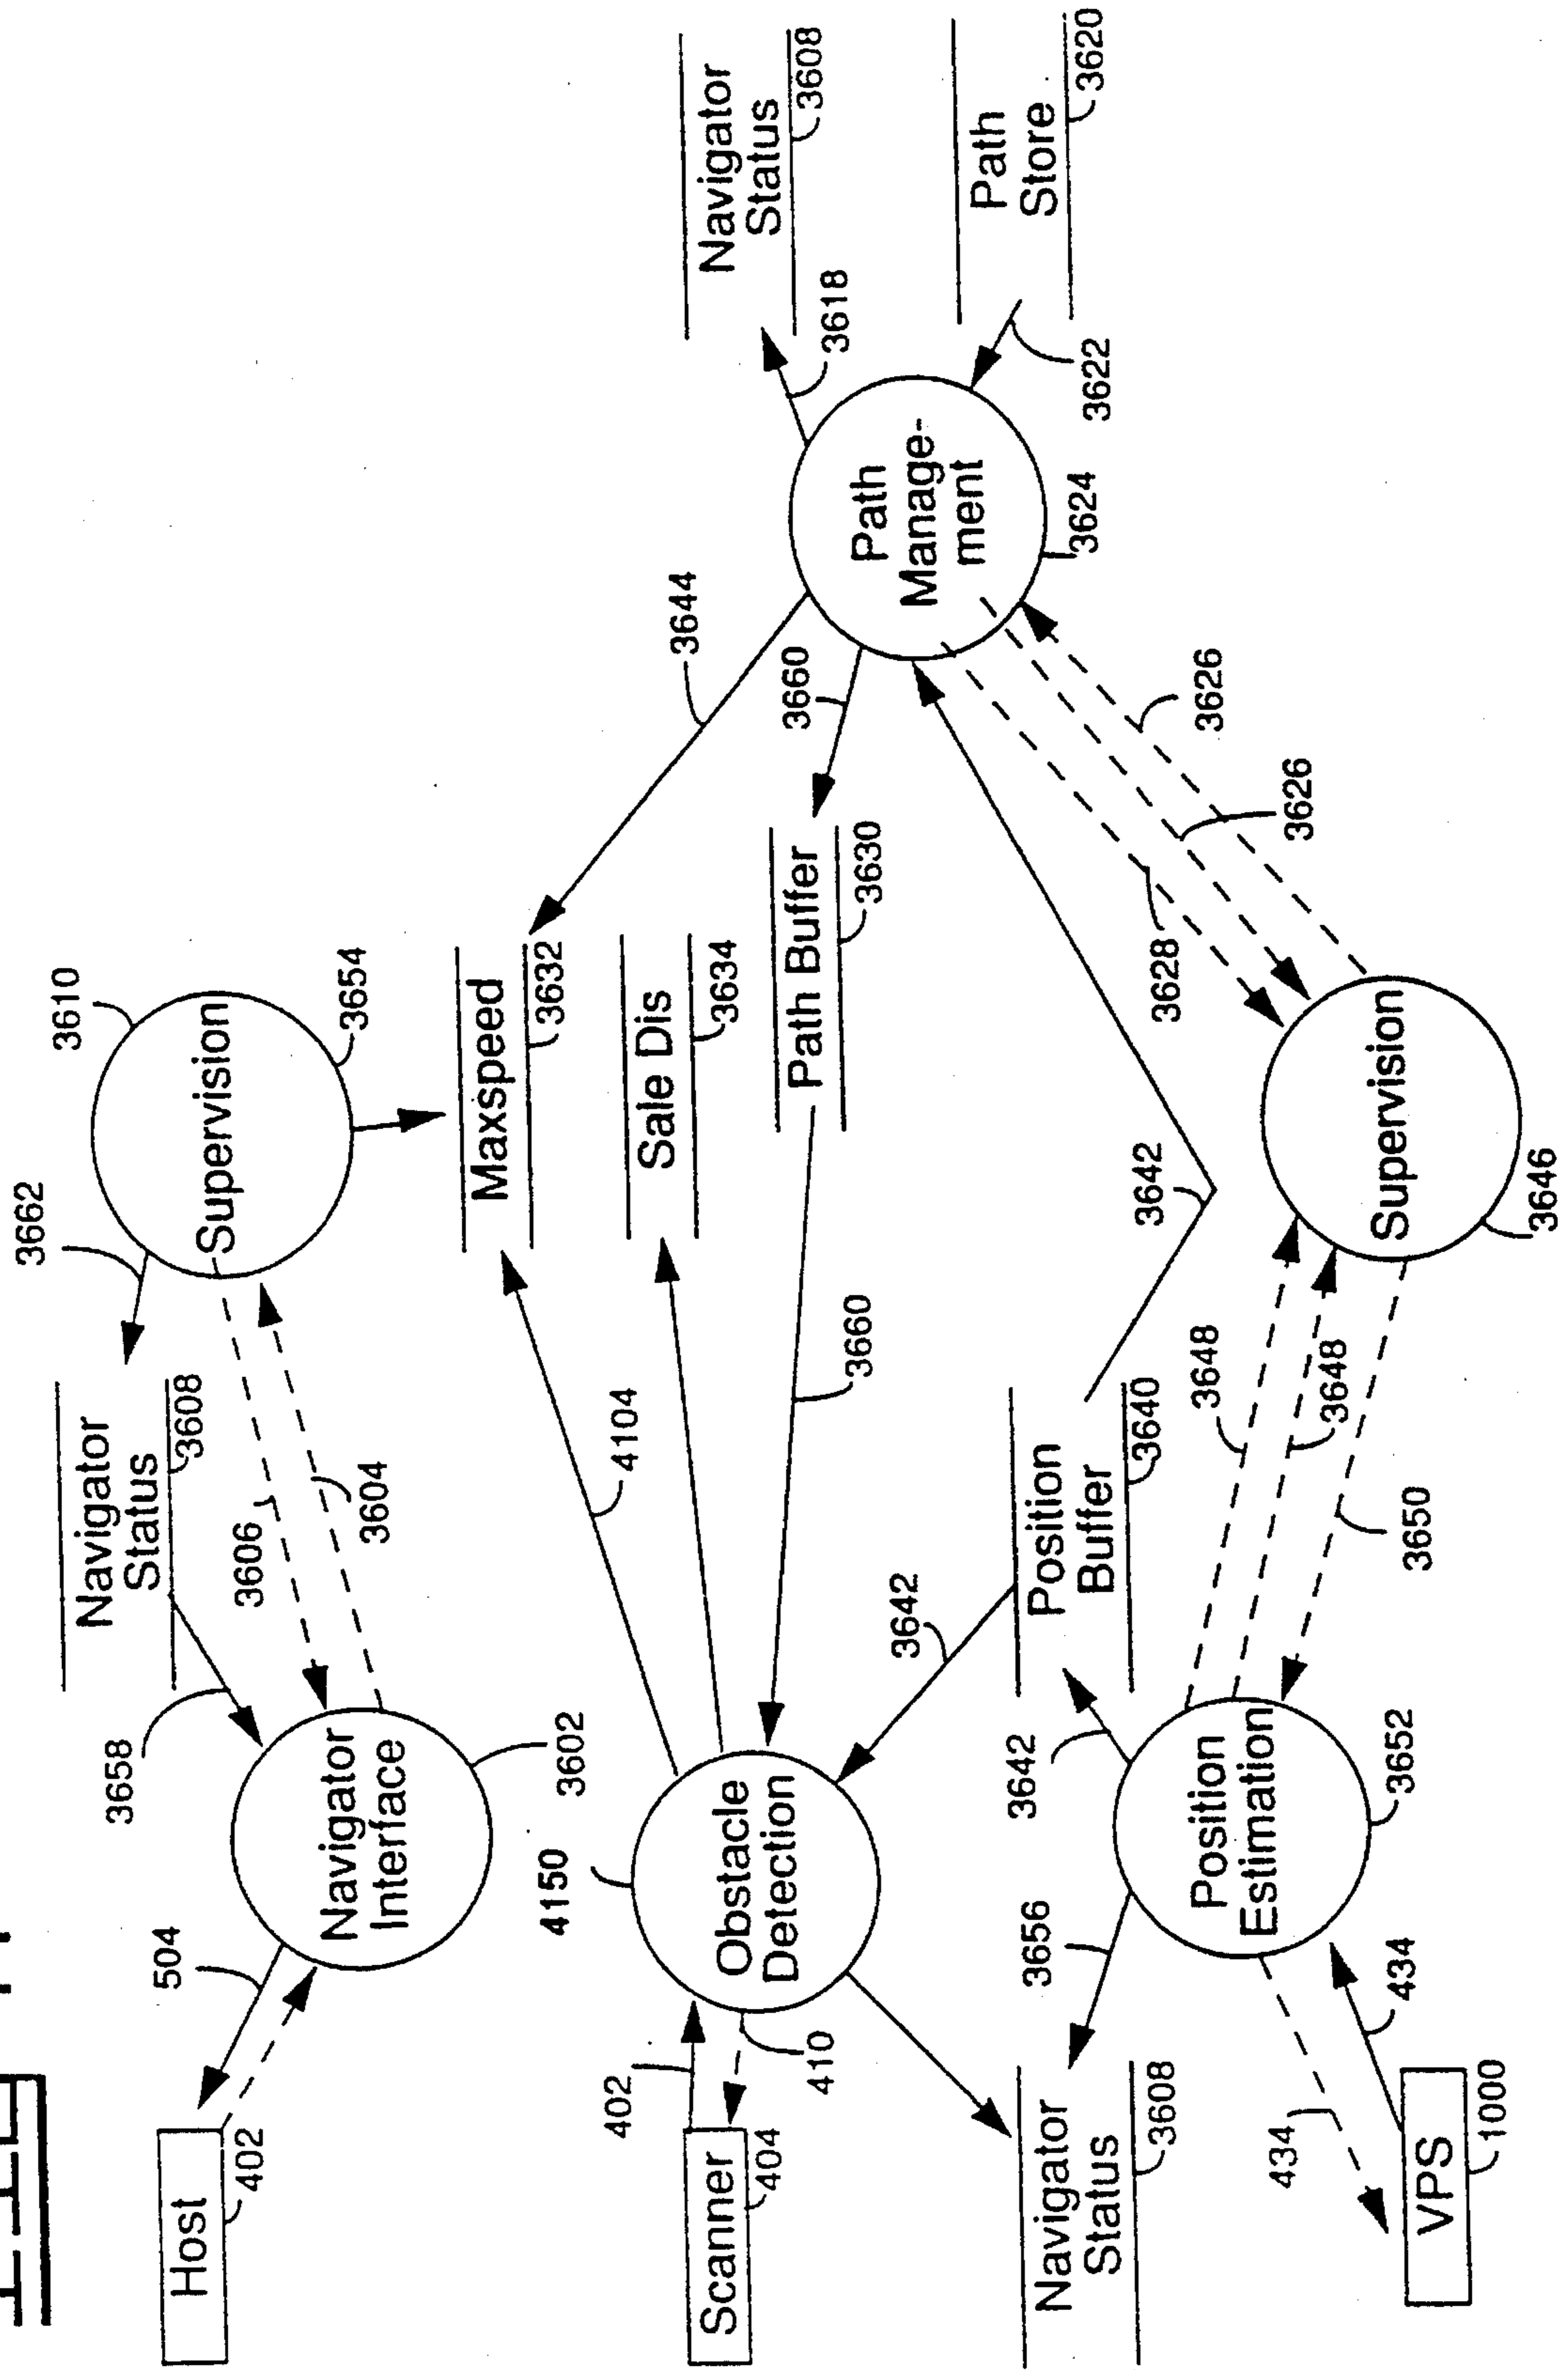 Host
402
504
Navigator
Interface
3602
3658
Navigator
Status
3608
3606
3604
3662
Supervision
3610
3654
Scanner
404
402
410
4150
Obstacle
Detection
4104
Maxspeed
3632
Sale Dis
3634
Path Buffer
3630
3660
3660
3644
Path
Manage-
ment
3624
3618
Navigator
Status
3608
Path
Store
3620
3622
Navigator
Status
3608
3656
3642
3642
Position
Buffer
3640
3642
VPS
1000
434
434
Position
Estimation
3652
3648
3648
3650
Supervision
3646
3628
3626
3626